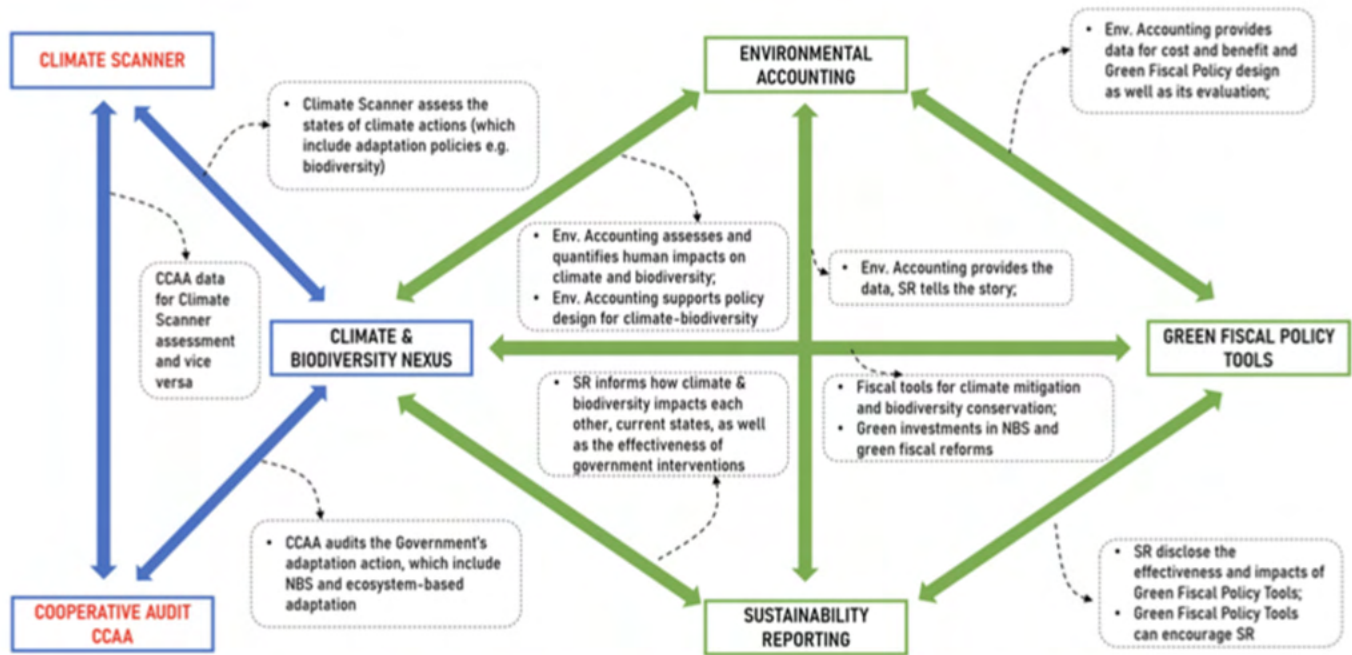 CLIMATE SCANNER
ENVIRONMENTAL
ACCOUNTING
• Env. Accounting provides
data for cost and benefit and
Green Fiscal Policy design
as well as its evaluation;
• Climate Scanner assess the
states of climate actions (which
include adaptation policies e.g.
biodiversity)
• Env. Accounting assesses and
quantifies human impacts on
climate and biodiversity;
• Env. Accounting supports policy
design for climate-biodiversity
• Env. Accounting provides the
data, SR tells the story;
CCAA data
for Climate
Scanner
assessment
and vice
versa
CLIMATE &
BIODIVERSITY NEXUS
GREEN FISCAL POLICY
TOOLS
• SR informs how climate &
biodiversity impacts each
other, current states, as well
as the effectiveness of
government interventions
• Fiscal tools for climate mitigation
and biodiversity conservation;
• Green investments in NBS and
green fiscal reforms
• CCAA audits the Government's
adaptation action, which include
NBS and ecosystem-based
adaptation
• SR disclose the
effectiveness and impacts of
Green Fiscal Policy Tools;
• Green Fiscal Policy Tools
can encourage SR
COOPERATIVE AUDIT
CCAA
SUSTAINABILITY
REPORTING